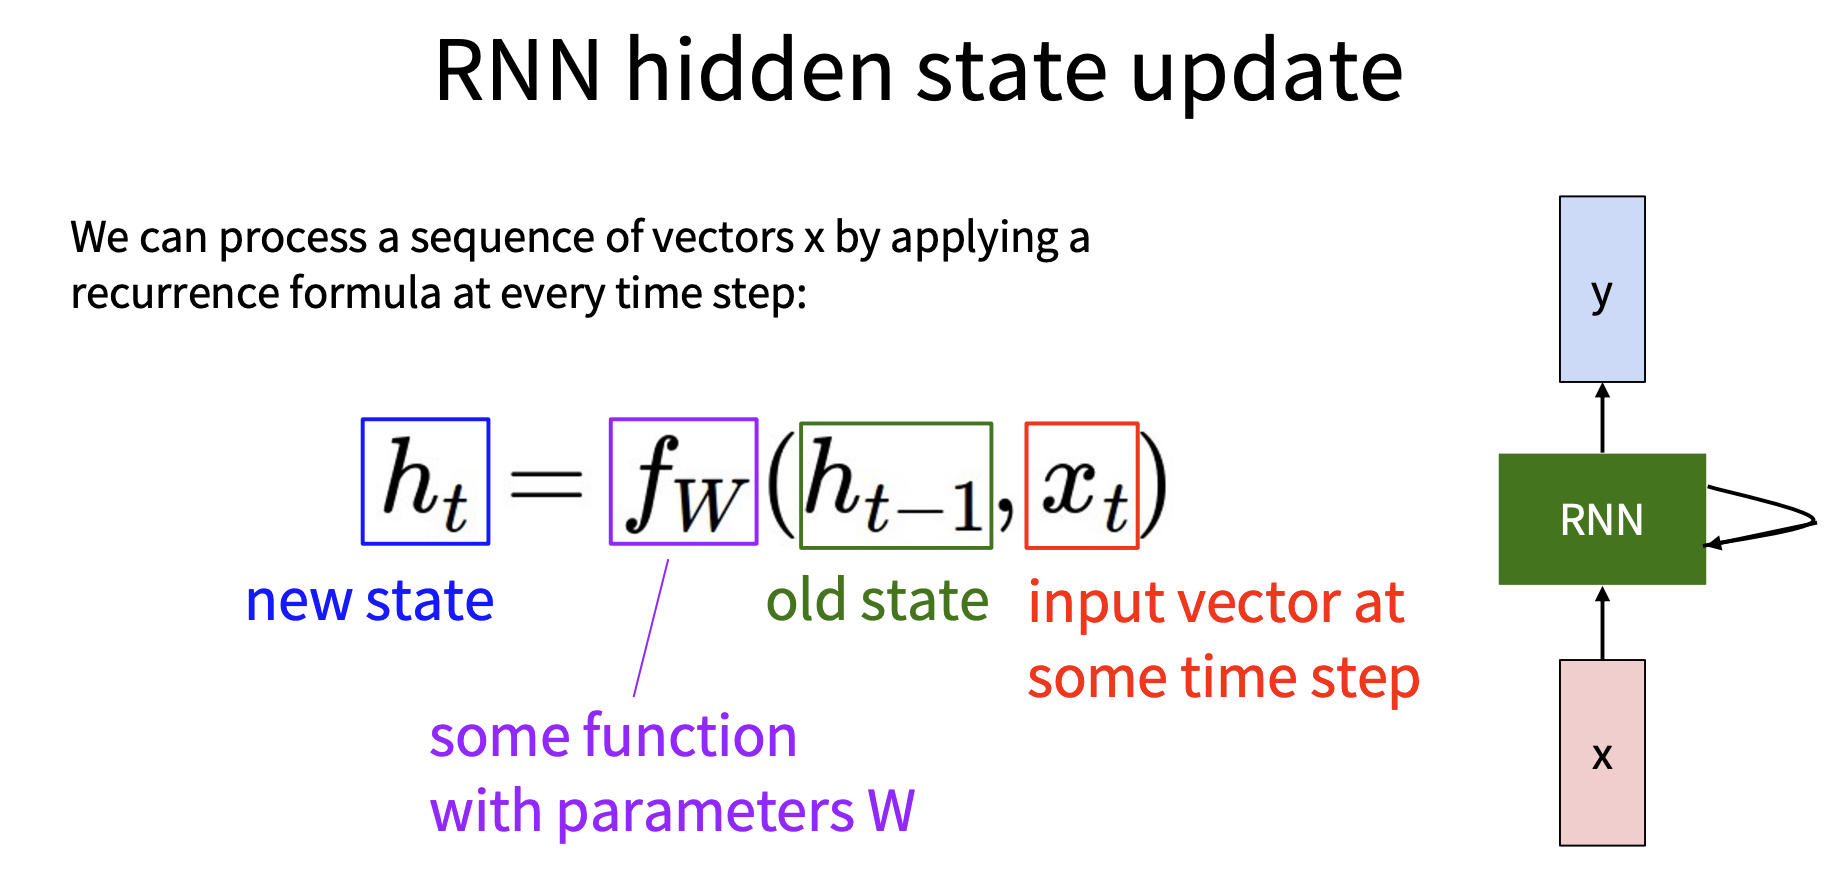 RNN hidden state update
We can process a sequence of vectors x by applying a
recurrence formula at every time step:
h_t = f_W(h_{t-1}, x_t)
new state
old state
input vector at
some time step
some function
with parameters W
y
RNN
x